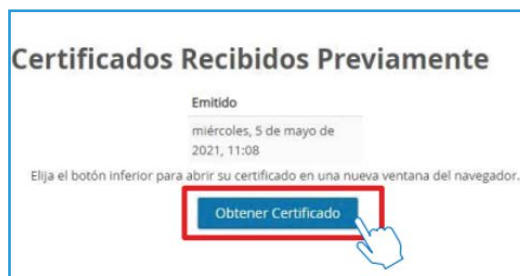 Certificados Recibidos Previamente
Emitido
miércoles, 5 de mayo de
2021, 11:08
Elija el botón inferior para abrir su certificado en una nueva ventana del navegador.
Obtener Certificado